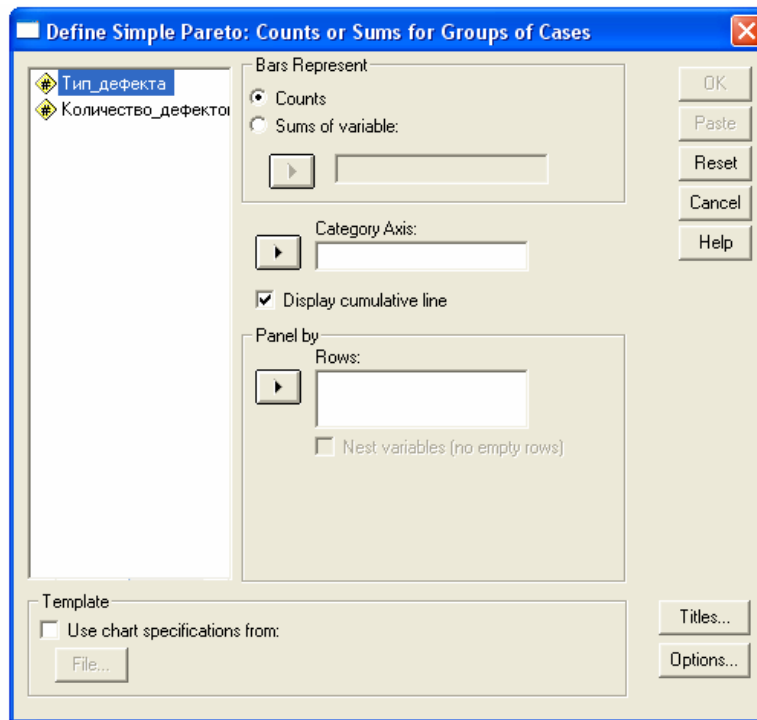 Define Simple Pareto: Counts or Sums for Groups of Cases
Тип_дефекта
Bars Represent
OK
Количество_дефектов
Counts
Paste
Sums of variable:
Reset
Cancel
Category Axis:
Help
Display cumulative line
Panel by
Rows:
Nest variables (no empty rows)
Template
Use chart specifications from:
File...
Titles...
Options...